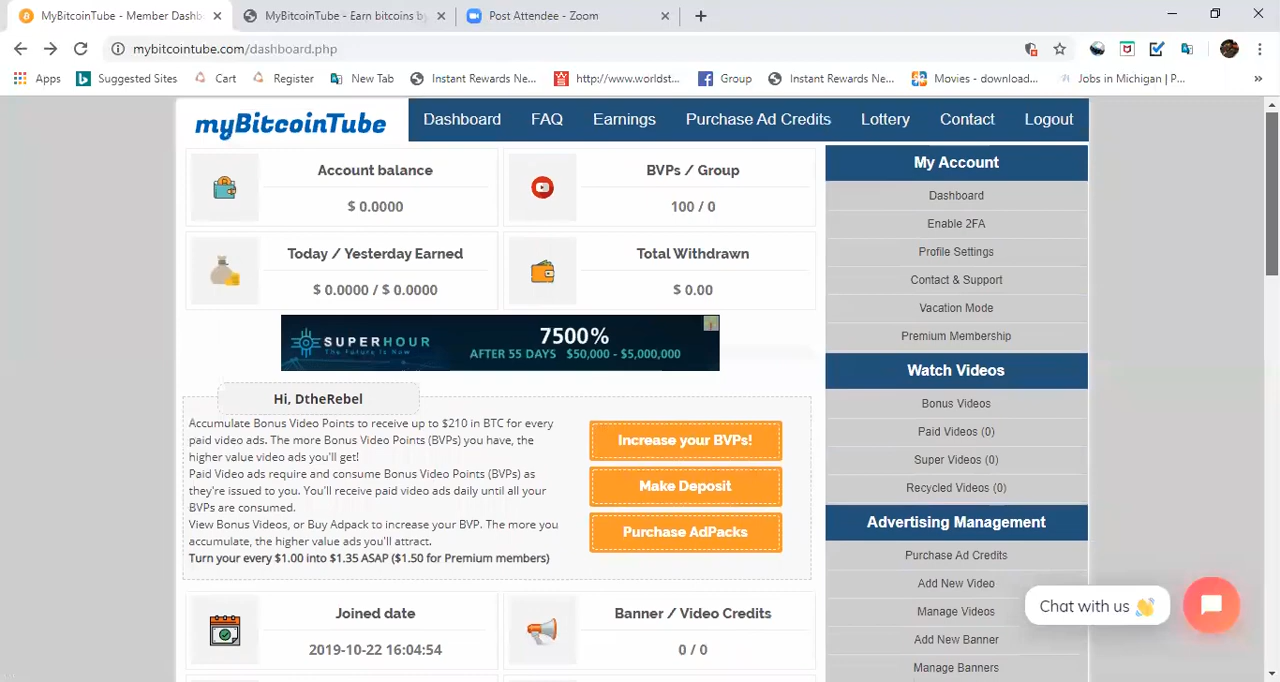 MyBitcoinTube - Member Dashb
MyBitcoinTube - Earn bitcoins by
Post Attendee - Zoom
mybitcointube.com/dashboard.php
Apps
Suggested Sites
Cart
Register
New Tab
Instant Rewards Ne...
http://www.worldst...
Group
Instant Rewards Ne...
Movies - download...
Jobs in Michigan | P...
»
myBitcoinTube
Dashboard
FAQ
Earnings
Purchase Ad Credits
Lottery
Contact
Logout
Account balance
$ 0.0000
BVPs / Group
100 / 0
Today / Yesterday Earned
$ 0.0000 / $ 0.0000
Total Withdrawn
$ 0.00
SUPERHOUR
The Future Is Now
7500%
AFTER 55 DAYS $50,000 - $5,000,000
Hi, DtheRebel
Accumulate Bonus Video Points to receive up to $210 in BTC for every
paid video ads. The more Bonus Video Points (BVPs) you have, the
higher value video ads you'll get!
Paid Video ads require and consume Bonus Video Points (BVPs) as
they're issued to you. You'll receive paid video ads daily until all your
BVPs are consumed.
View Bonus Videos, or Buy Adpack to increase your BVP. The more you
accumulate, the higher value ads you'll attract.
Turn your every $1.00 into $1.35 ASAP ($1.50 for Premium members)
Increase your BVPs!
Make Deposit
Purchase AdPacks
Joined date
2019-10-22 16:04:54
Banner / Video Credits
0 / 0
My Account
Dashboard
Enable 2FA
Profile Settings
Contact & Support
Vacation Mode
Premium Membership
Watch Videos
Bonus Videos
Paid Videos (0)
Super Videos (0)
Recycled Videos (0)
Advertising Management
Purchase Ad Credits
Add New Video
Manage Videos
Add New Banner
Manage Banners
Chat with us 👋